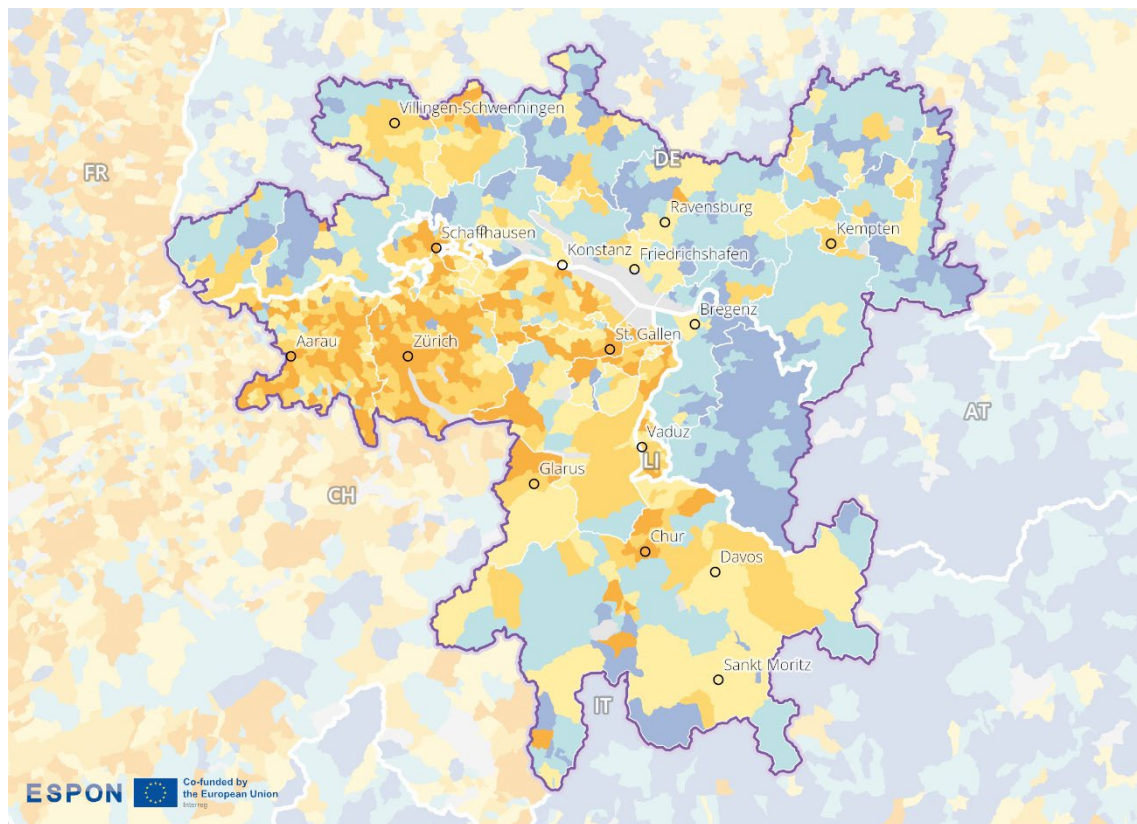 Villingen-Schwenningen
DE
FR
Ravensburg
Schaffhausen
Kempten
Konstanz
Friedrichshafen
Bregenz
St. Gallen
Aarau
Zürich
AT
Vaduz
LI
Glarus
CH
Chur
Davos
Sankt Moritz
IT
ESPON
Co-funded by
the European Union
Interreg